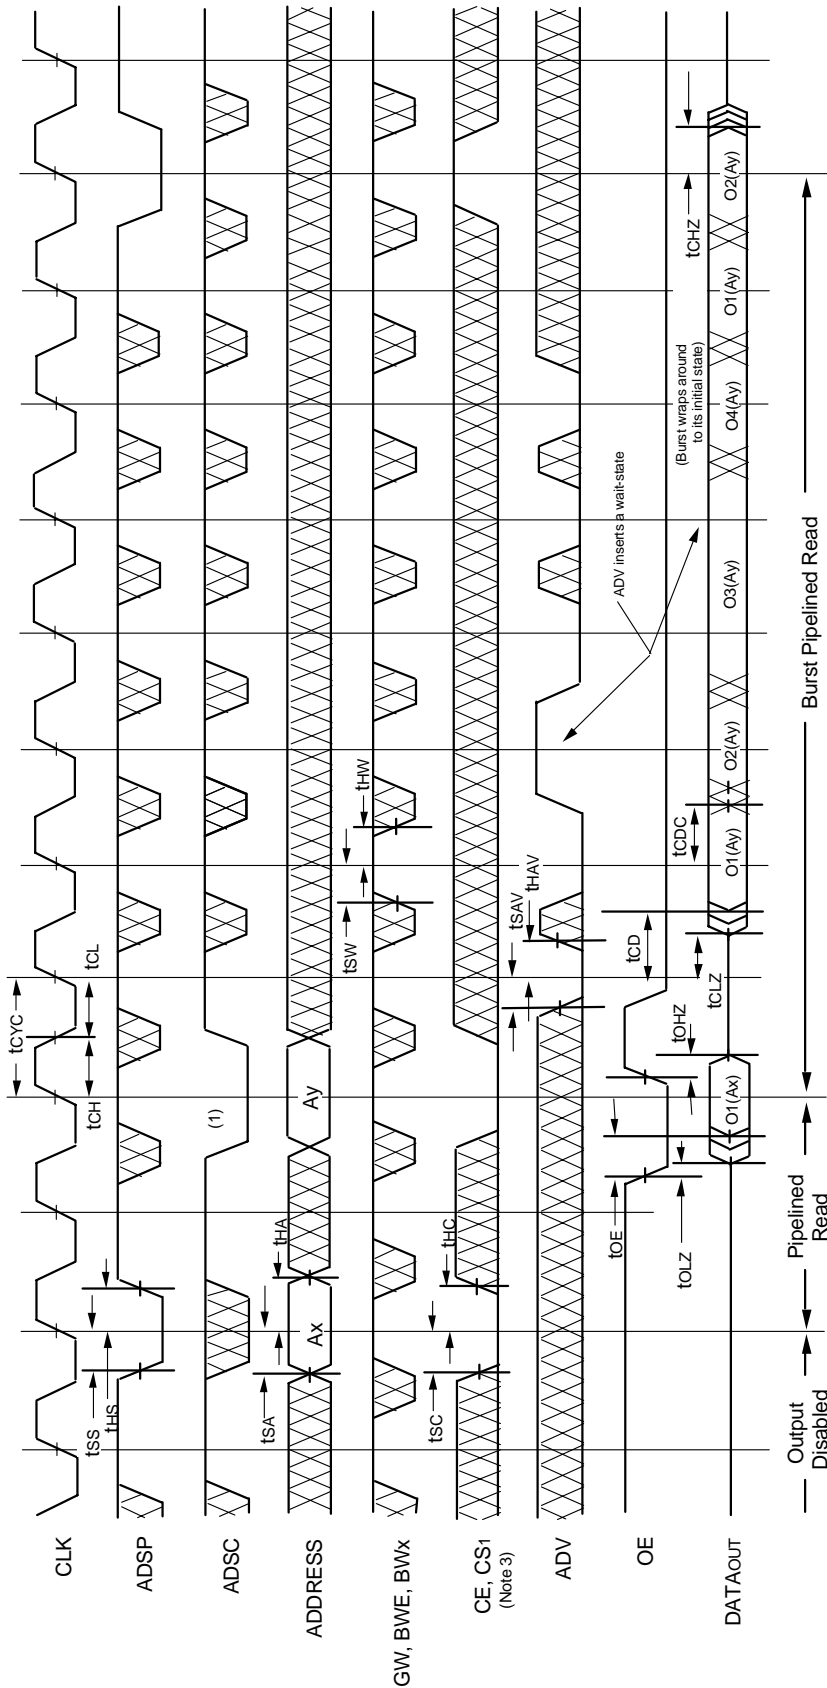 CLK
tCYC
tCH
tCL
tSS
tHS
ADSP
ADSC
(1)
ADDRESS
tSA
tHA
Ax
Ay
GW, BWE, BWx
tSW
tHW
CE, CS1
(Note 3)
tSC
tHC
ADV
tSAV
tHAV
ADV inserts a wait-state
OE
tOE
tOHZ
tCD
tOLZ
tCLZ
tCDC
(Burst wraps around
to its initial state)
tCHZ
DATAOUT
O1(Ax)
O1(Ay)
O2(Ay)
O3(Ay)
O4(Ay)
O1(Ay)
O2(Ay)
Output
Disabled
Pipelined
Read
Burst Pipelined Read